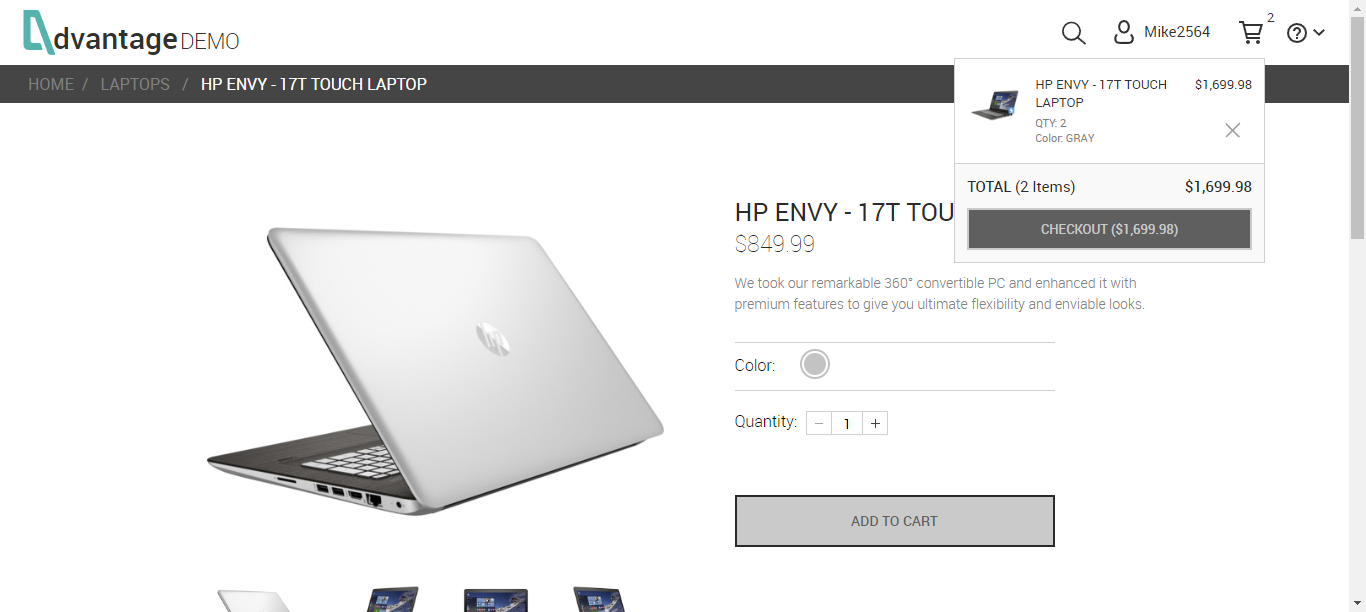 dvantage DEMO
Mike2564
2
HOME / LAPTOPS / HP ENVY - 17T TOUCH LAPTOP
HP ENVY - 17T TOUCH $1,699.98
LAPTOP
QTY: 2
Color: GRAY
TOTAL (2 Items) $1,699.98
CHECKOUT ($1,699.98)
HP ENVY - 17T TOU
$849.99
We took our remarkable 360° convertible PC and enhanced it with
premium features to give you ultimate flexibility and enviable looks.
Color:
Quantity: − 1 +
ADD TO CART